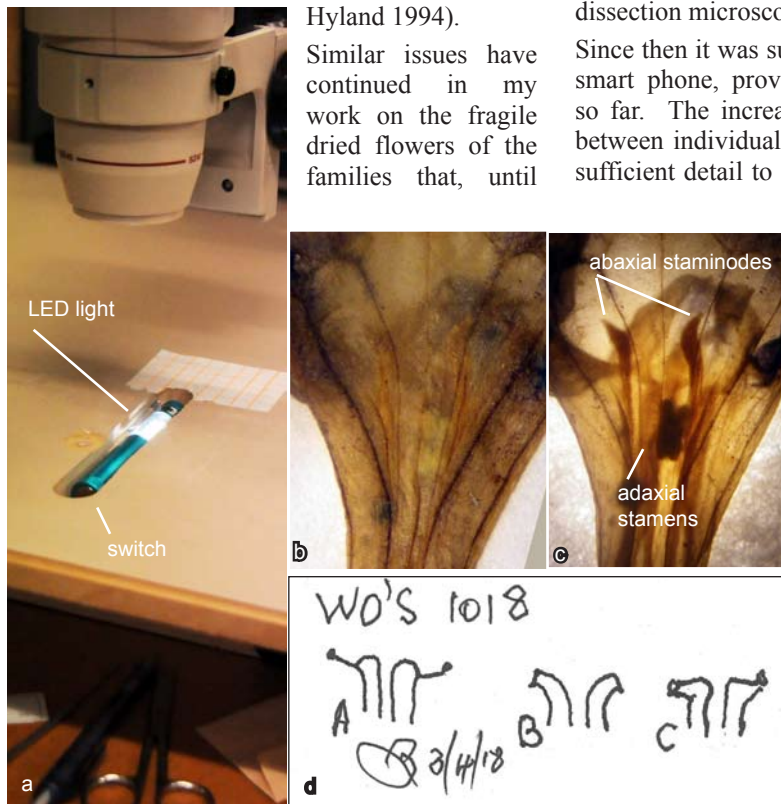 Hyland 1994).
Similar issues have
continued in my
work on the fragile
dried flowers of the
families that, until
dissection microsco
Since then it was su
smart phone, prov
so far. The increa
between individual
sufficient detail to
LED light
switch
a
b
abaxial staminodes
adaxial
stamens
c
WO'S 1018
A
B
C
3/4/18
d